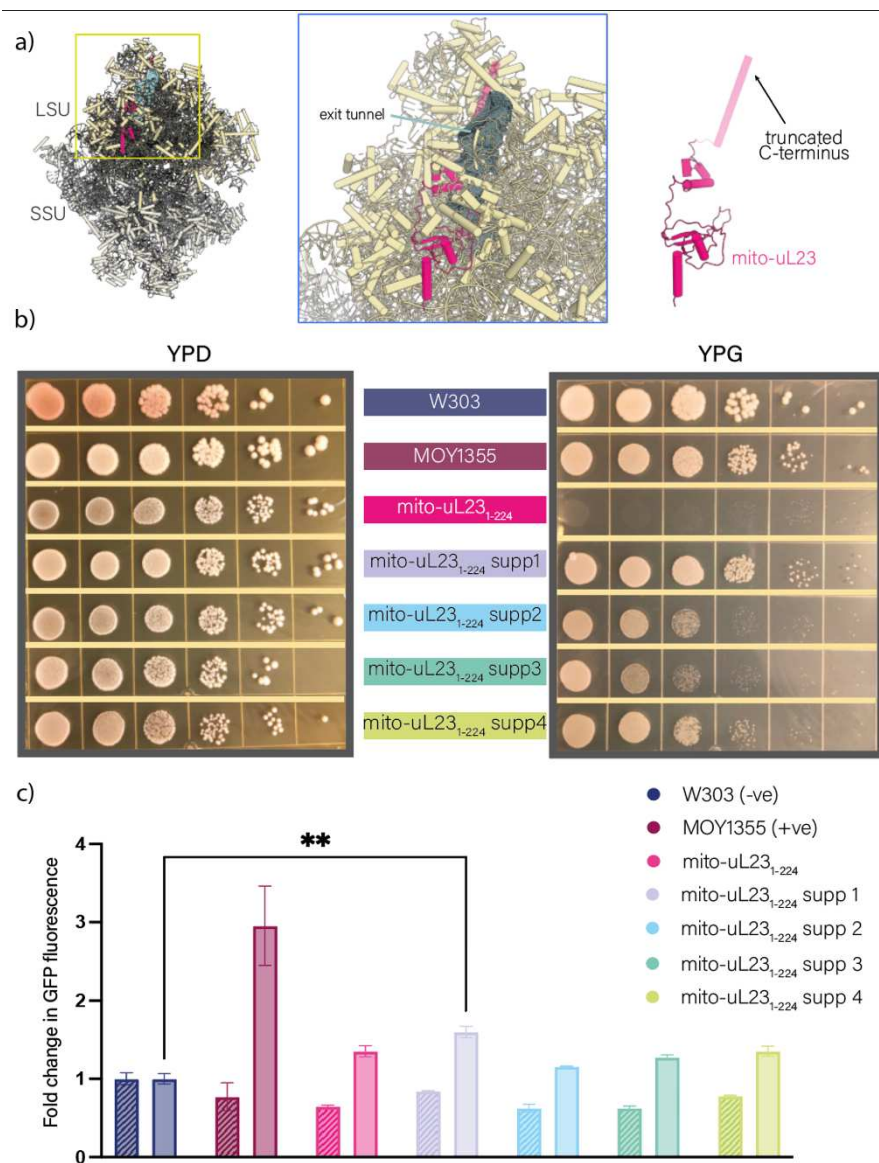 a)
LSU
SSU
exit tunnel
truncated
C-terminus
mito-uL23
b)
YPD
YPG
W303
MOY1355
mito-uL23₁₋₂₂₄
mito-uL23₁₋₂₂₄ supp1
mito-uL23₁₋₂₂₄ supp2
mito-uL23₁₋₂₂₄ supp3
mito-uL23₁₋₂₂₄ supp4
c)
Fold change in GFP fluorescence
4
3
2
1
0
**
W303 (-ve)
MOY1355 (+ve)
mito-uL23₁₋₂₂₄
mito-uL23₁₋₂₂₄ supp 1
mito-uL23₁₋₂₂₄ supp 2
mito-uL23₁₋₂₂₄ supp 3
mito-uL23₁₋₂₂₄ supp 4